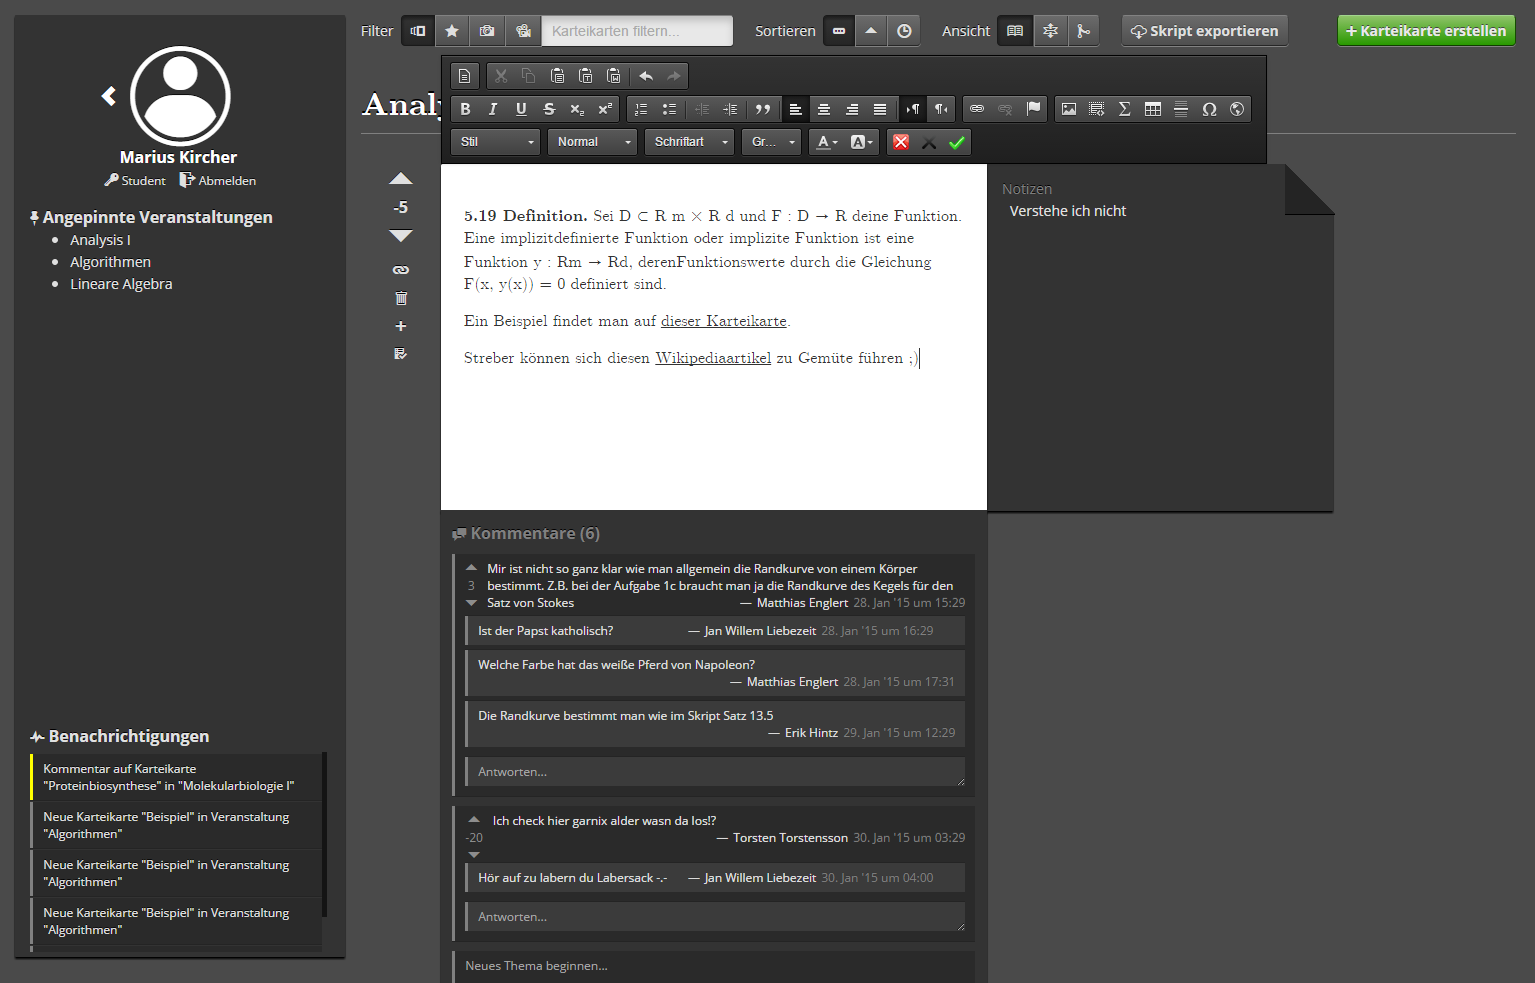 Marius Kircher
Student Abmelden
Angepinnte Veranstaltungen
Analysis I
Algorithmen
Lineare Algebra
Benachrichtigungen
Kommentar auf Karteikarte
"Proteinbiosynthese" in "Molekularbiologie I"
Neue Karteikarte "Beispiel" in Veranstaltung
"Algorithmen"
Neue Karteikarte "Beispiel" in Veranstaltung
"Algorithmen"
Neue Karteikarte "Beispiel" in Veranstaltung
"Algorithmen"
Filter Karteikarten filtern... Sortieren Ansicht Skript exportieren + Karteikarte erstellen
Analy
B I U S x₂ x²
Stil Normal Schriftart Gr... A A
-5
5.19 Definition. Sei D ⊂ R m × R d und F : D → R deine Funktion.
Eine implizitdefinierte Funktion oder implizite Funktion ist eine
Funktion y : Rm → Rd, derenFunktionswerte durch die Gleichung
F(x, y(x)) = 0 definiert sind.
Ein Beispiel findet man auf dieser Karteikarte.
Streber können sich diesen Wikipediaartikel zu Gemüte führen ;)
Notizen
Verstehe ich nicht
Kommentare (6)
Mir ist nicht so ganz klar wie man allgemein die Randkurve von einem Körper
3 bestimmt. Z.B. bei der Aufgabe 1c braucht man ja die Randkurve des Kegels für den
Satz von Stokes — Matthias Englert 28. Jan '15 um 15:29
Ist der Papst katholisch? — Jan Willem Liebezeit 28. Jan '15 um 16:29
Welche Farbe hat das weiße Pferd von Napoleon?
— Matthias Englert 28. Jan '15 um 17:31
Die Randkurve bestimmt man wie im Skript Satz 13.5
— Erik Hintz 29. Jan '15 um 12:29
Antworten...
Ich check hier garnix alder wasn da los!?
-20 — Torsten Torstensson 30. Jan '15 um 03:29
Hör auf zu labern du Labersack -.- — Jan Willem Liebezeit 30. Jan '15 um 04:00
Antworten...
Neues Thema beginnen...